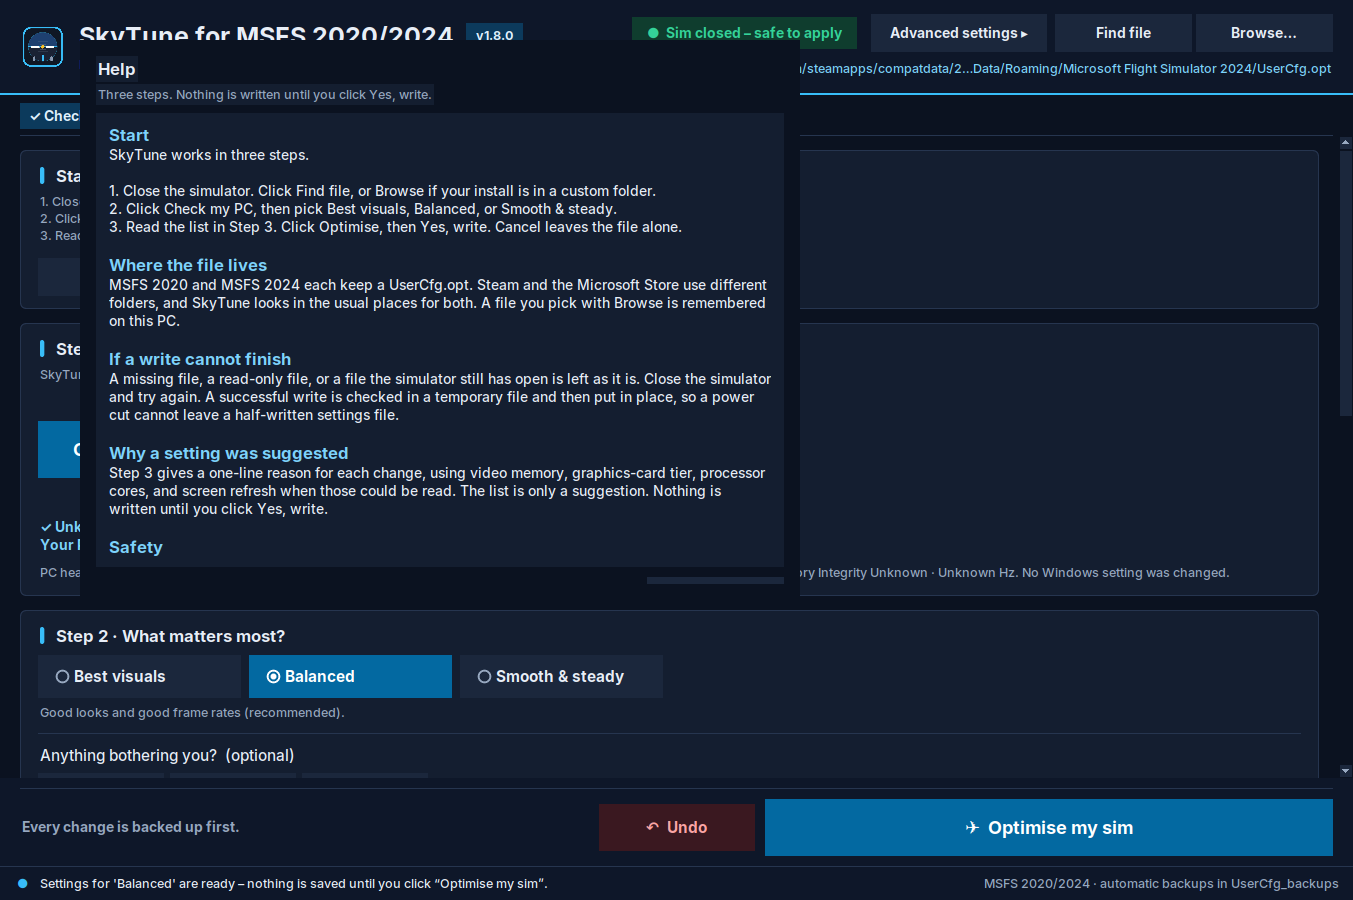 SkyTune for MSFS 2020/2024
v1.8.0
Sim closed – safe to apply
Advanced settings ▸
Find file
Browse...
/steamapps/compatdata/2...Data/Roaming/Microsoft Flight Simulator 2024/UserCfg.opt
Help
Three steps. Nothing is written until you click Yes, write.
✓ Chec
Start
SkyTune works in three steps.
1. Close the simulator. Click Find file, or Browse if your install is in a custom folder.
2. Click Check my PC, then pick Best visuals, Balanced, or Smooth & steady.
3. Read the list in Step 3. Click Optimise, then Yes, write. Cancel leaves the file alone.
Where the file lives
MSFS 2020 and MSFS 2024 each keep a UserCfg.opt. Steam and the Microsoft Store use different
folders, and SkyTune looks in the usual places for both. A file you pick with Browse is remembered
on this PC.
If a write cannot finish
A missing file, a read-only file, or a file the simulator still has open is left as it is. Close the simulator
and try again. A successful write is checked in a temporary file and then put in place, so a power
cut cannot leave a half-written settings file.
Why a setting was suggested
Step 3 gives a one-line reason for each change, using video memory, graphics-card tier, processor
cores, and screen refresh when those could be read. The list is only a suggestion. Nothing is
written until you click Yes, write.
Safety
Sta
1. Clos
2. Click
3. Read
Ste
SkyTu
✓ Unk
Your
PC hea
ry Integrity Unknown · Unknown Hz. No Windows setting was changed.
Step 2 · What matters most?
Best visuals
Balanced
Smooth & steady
Good looks and good frame rates (recommended).
Anything bothering you? (optional)
Every change is backed up first.
↶ Undo
✈ Optimise my sim
Settings for 'Balanced' are ready – nothing is saved until you click “Optimise my sim”.
MSFS 2020/2024 · automatic backups in UserCfg_backups